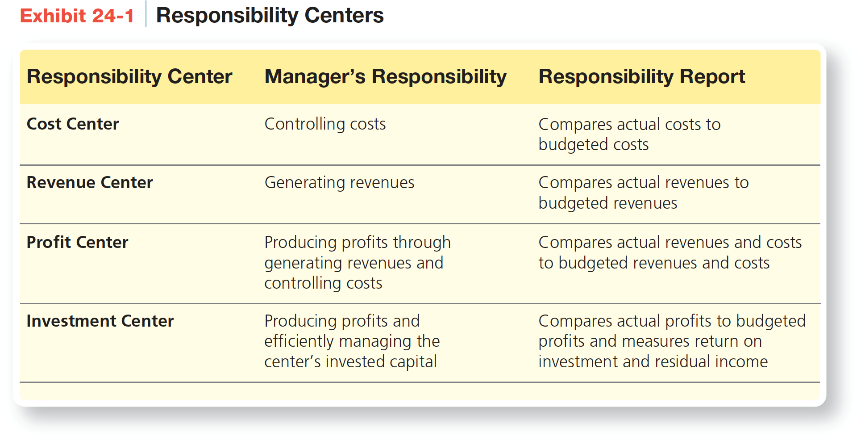 Exhibit 24-1 Responsibility Centers
Responsibility Center Manager’s Responsibility Responsibility Report
Cost Center Controlling costs Compares actual costs to
budgeted costs
Revenue Center Generating revenues Compares actual revenues to
budgeted revenues
Profit Center Producing profits through Compares actual revenues and costs
generating revenues and to budgeted revenues and costs
controlling costs
Investment Center Producing profits and Compares actual profits to budgeted
efficiently managing the profits and measures return on
center’s invested capital investment and residual income